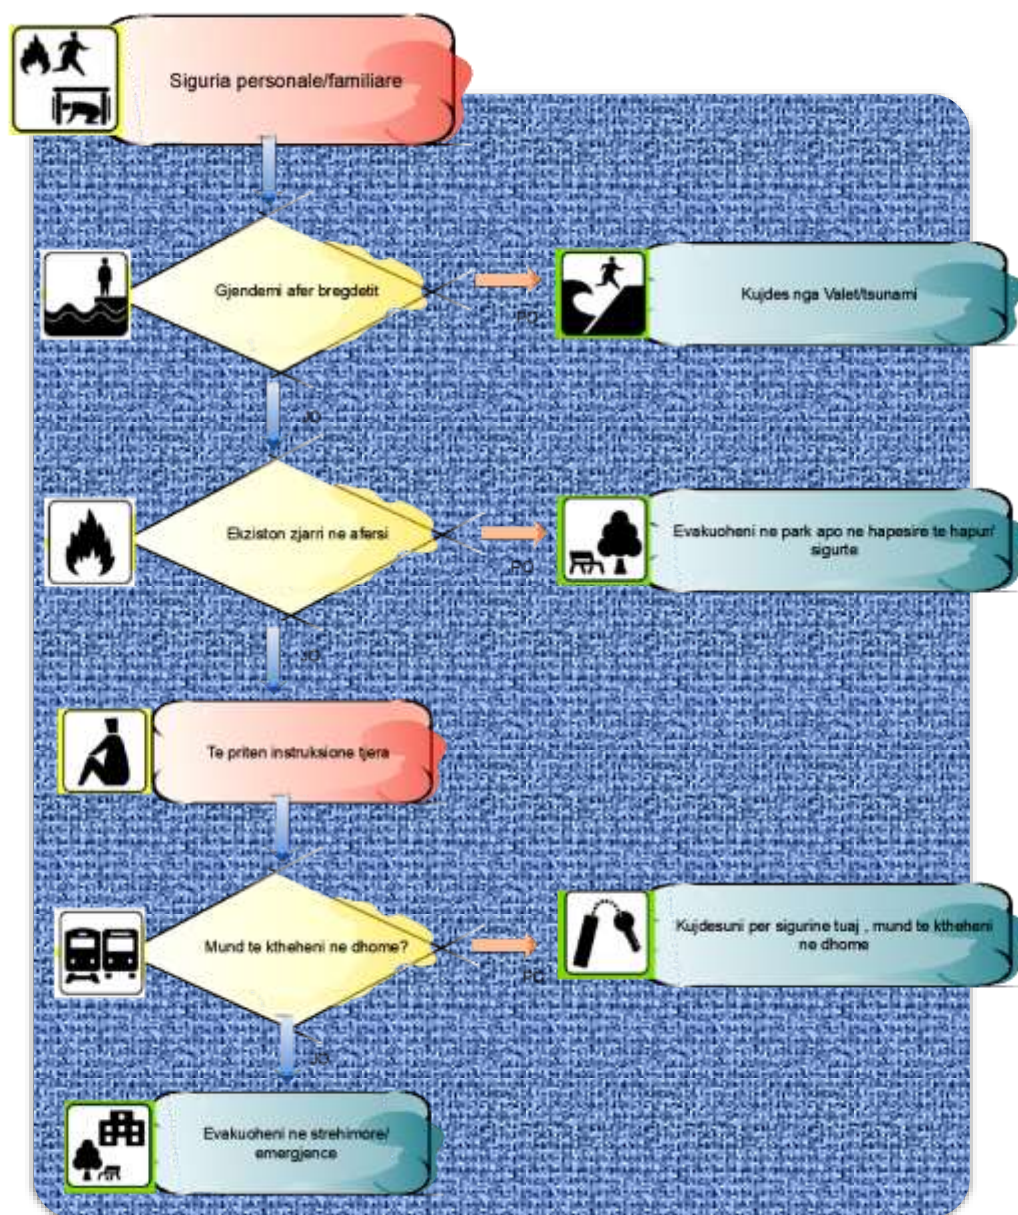 Siguria personale/familiare
Gjendemi afer bregdetit
PO
Kujdes nga Valet/tsunami
JO
Ekziston zjarri ne afersi
PO
Evakuoheni ne park apo ne hapesire te hapur/
sigurte
JO
Te priten instruksione tjera
Mund te ktheheni ne dhome?
PO
Kujdesuni per sigurine tuaj , mund te ktheheni
ne dhome
JO
Evakuoheni ne strehimore/
emergjence